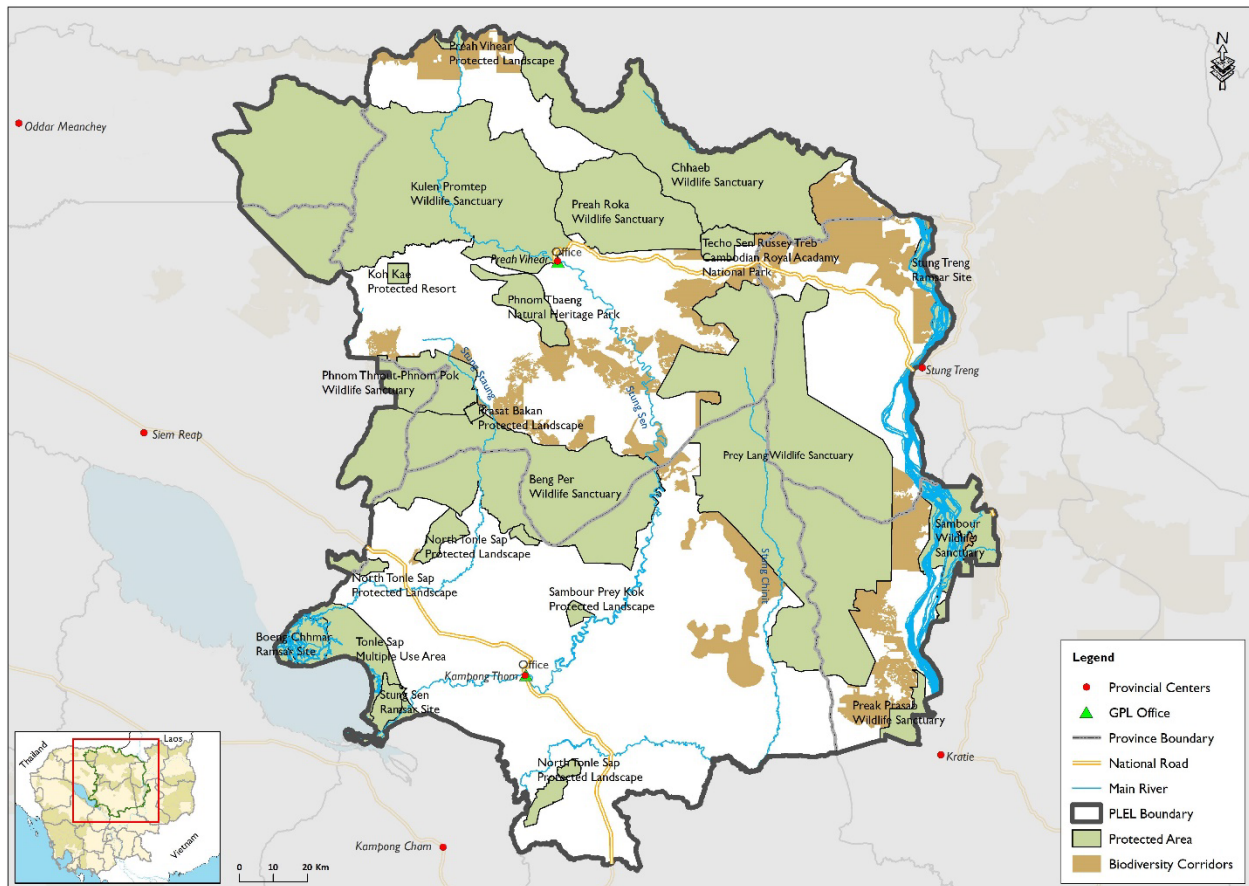 N
Preah Vihear
Protected Landscape
Oddar Meanchey
Chhaeb
Wildlife Sanctuary
Kulen Promtep
Wildlife Sanctuary
Preah Roka
Wildlife Sanctuary
Techo Sen Russey Treb
Cambodian Royal Acadamy
National Park
Office
Preah Vihear
Stung Treng
Ramsar Site
Koh Kae
Protected Resort
Phnom Tbaeng
Natural Heritage Park
Stung Treng
Stung Staung
Phnom Thnout-Phnom Pok
Wildlife Sanctuary
Stung Sen
Prasat Bakan
Protected Landscape
Siem Reap
Prey Lang Wildlife Sanctuary
Beng Per
Wildlife Sanctuary
Sambour
Wildlife
Sanctuary
North Tonle Sap
Protected Landscape
Stung Chinit
North Tonle Sap
Protected Landscape
Sambour Prey Kok
Protected Landscape
Boeng Chhmar
Ramsar Site
Tonle Sap
Multiple Use Area
Office
Kampong Thom
Stung Sen
Ramsar Site
Preak Prasab
Wildlife Sanctuary
Kratie
North Tonle Sap
Protected Landscape
Kampong Cham
Thailand
Laos
Vietnam
0 10 20 Km
Legend
Provincial Centers
GPL Office
Province Boundary
National Road
Main River
PLEL Boundary
Protected Area
Biodiversity Corridors